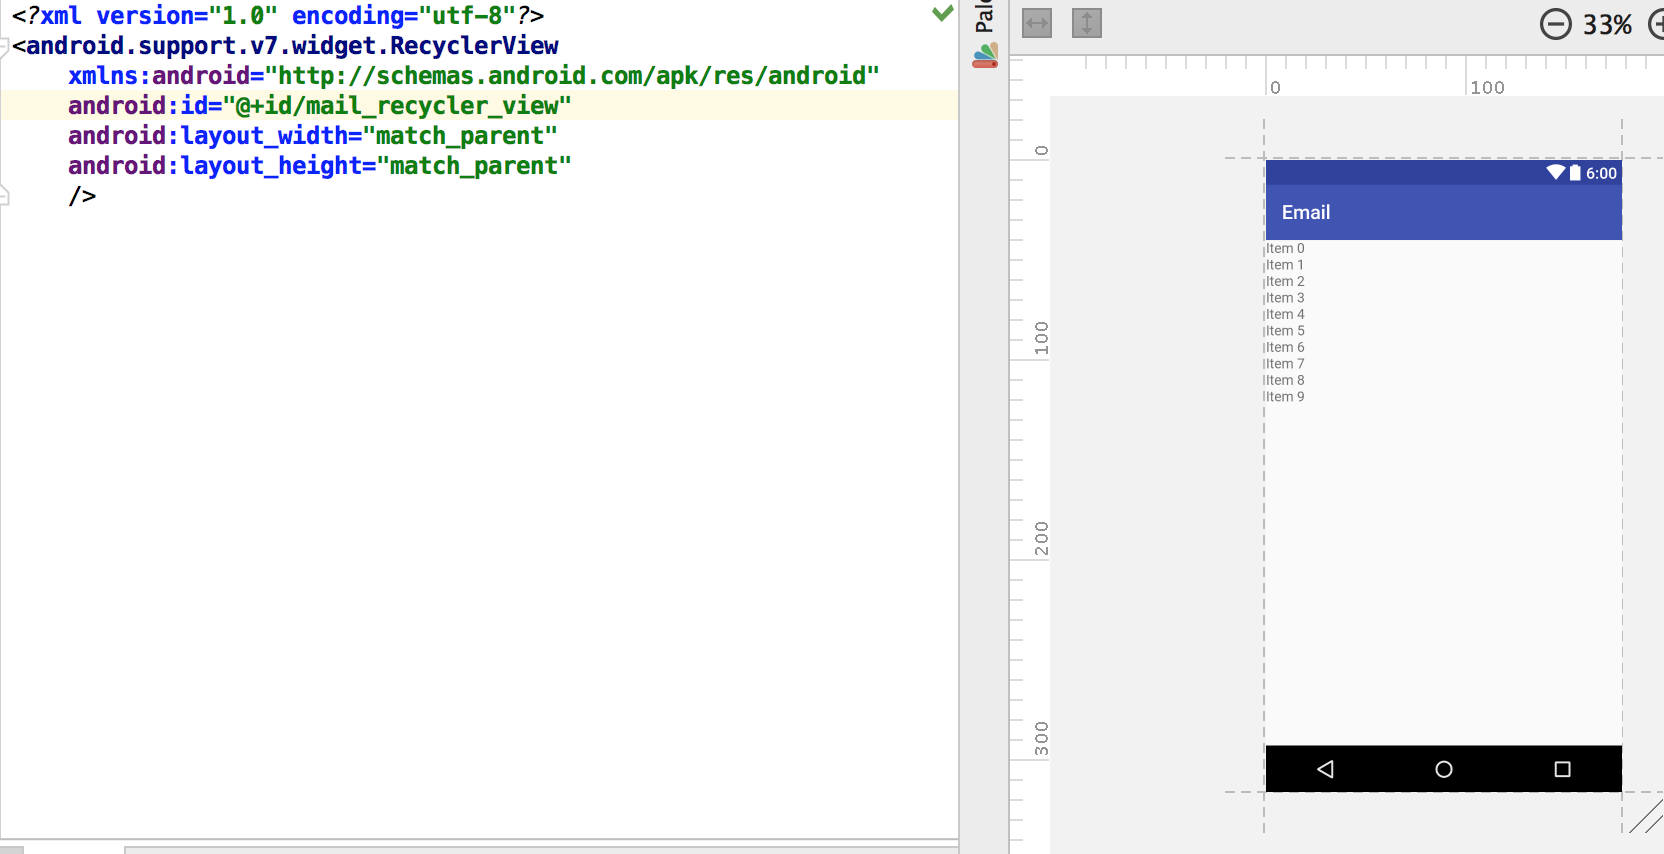 <?xml version="1.0" encoding="utf-8"?>
<android.support.v7.widget.RecyclerView
xmlns:android="http://schemas.android.com/apk/res/android"
android:id="@+id/mail_recycler_view"
android:layout_width="match_parent"
android:layout_height="match_parent"
/>
33%
0
100
0
100
200
300
6:00
Email
Item 0
Item 1
Item 2
Item 3
Item 4
Item 5
Item 6
Item 7
Item 8
Item 9